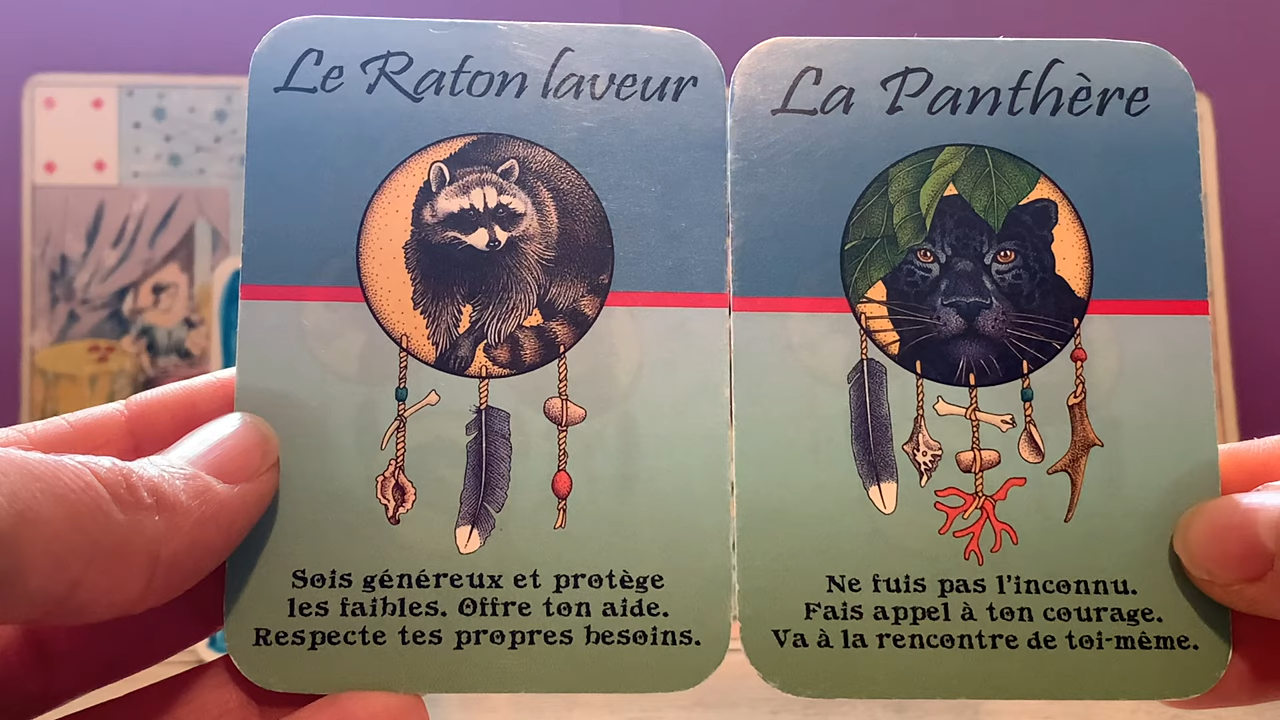 Le Raton laveur
Sois généreux et protège
les faibles. Offre ton aide.
Respecte tes propres besoins.
La Panthère
Ne fuis pas l'inconnu.
Fais appel à ton courage.
Va à la rencontre de toi-même.